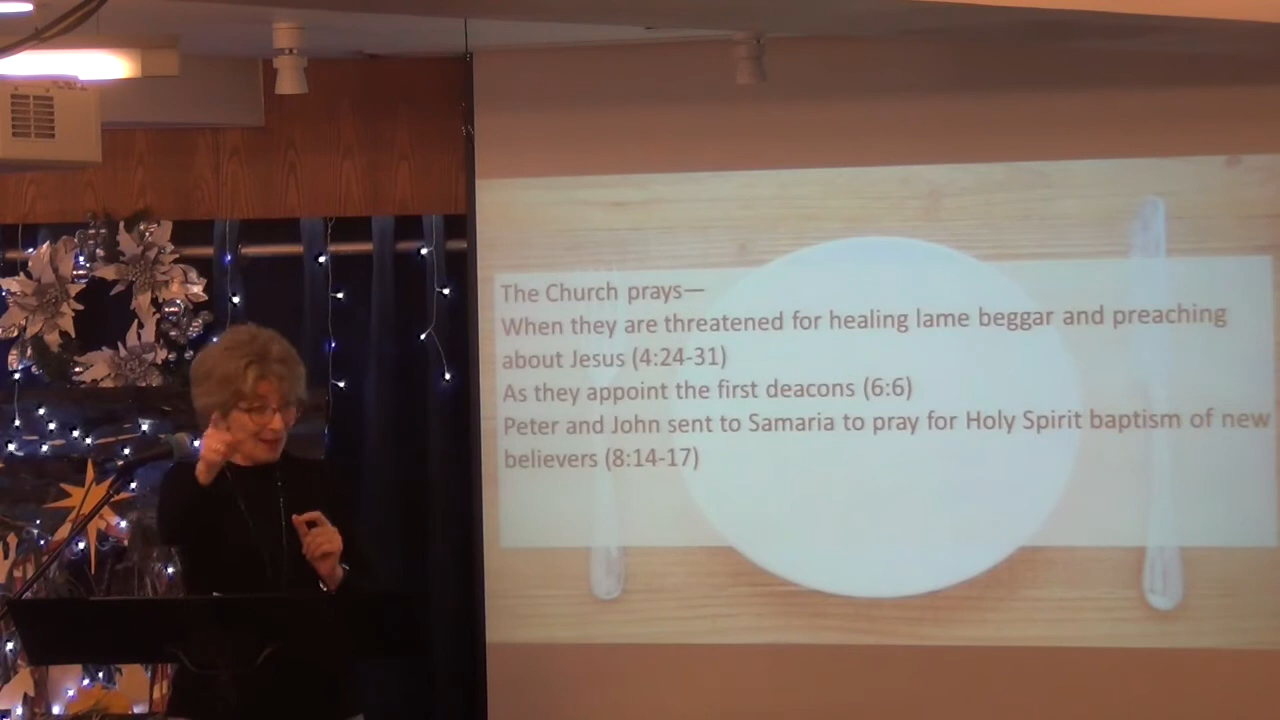 The Church prays—
When they are threatened for healing lame beggar and preaching
about Jesus (4:24-31)
As they appoint the first deacons (6:6)
Peter and John sent to Samaria to pray for Holy Spirit baptism of new
believers (8:14-17)